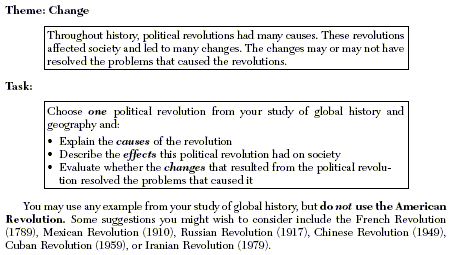 Theme: Change
Throughout history, political revolutions had many causes. These revolutions
affected society and led to many changes. The changes may or may not have
resolved the problems that caused the revolutions.
Task:
Choose one political revolution from your study of global history and
geography and:
• Explain the causes of the revolution
• Describe the effects this political revolution had on society
• Evaluate whether the changes that resulted from the political revolu-
tion resolved the problems that caused it
You may use any example from your study of global history, but do not use the American
Revolution. Some suggestions you might wish to consider include the French Revolution
(1789), Mexican Revolution (1910), Russian Revolution (1917), Chinese Revolution (1949),
Cuban Revolution (1959), or Iranian Revolution (1979).